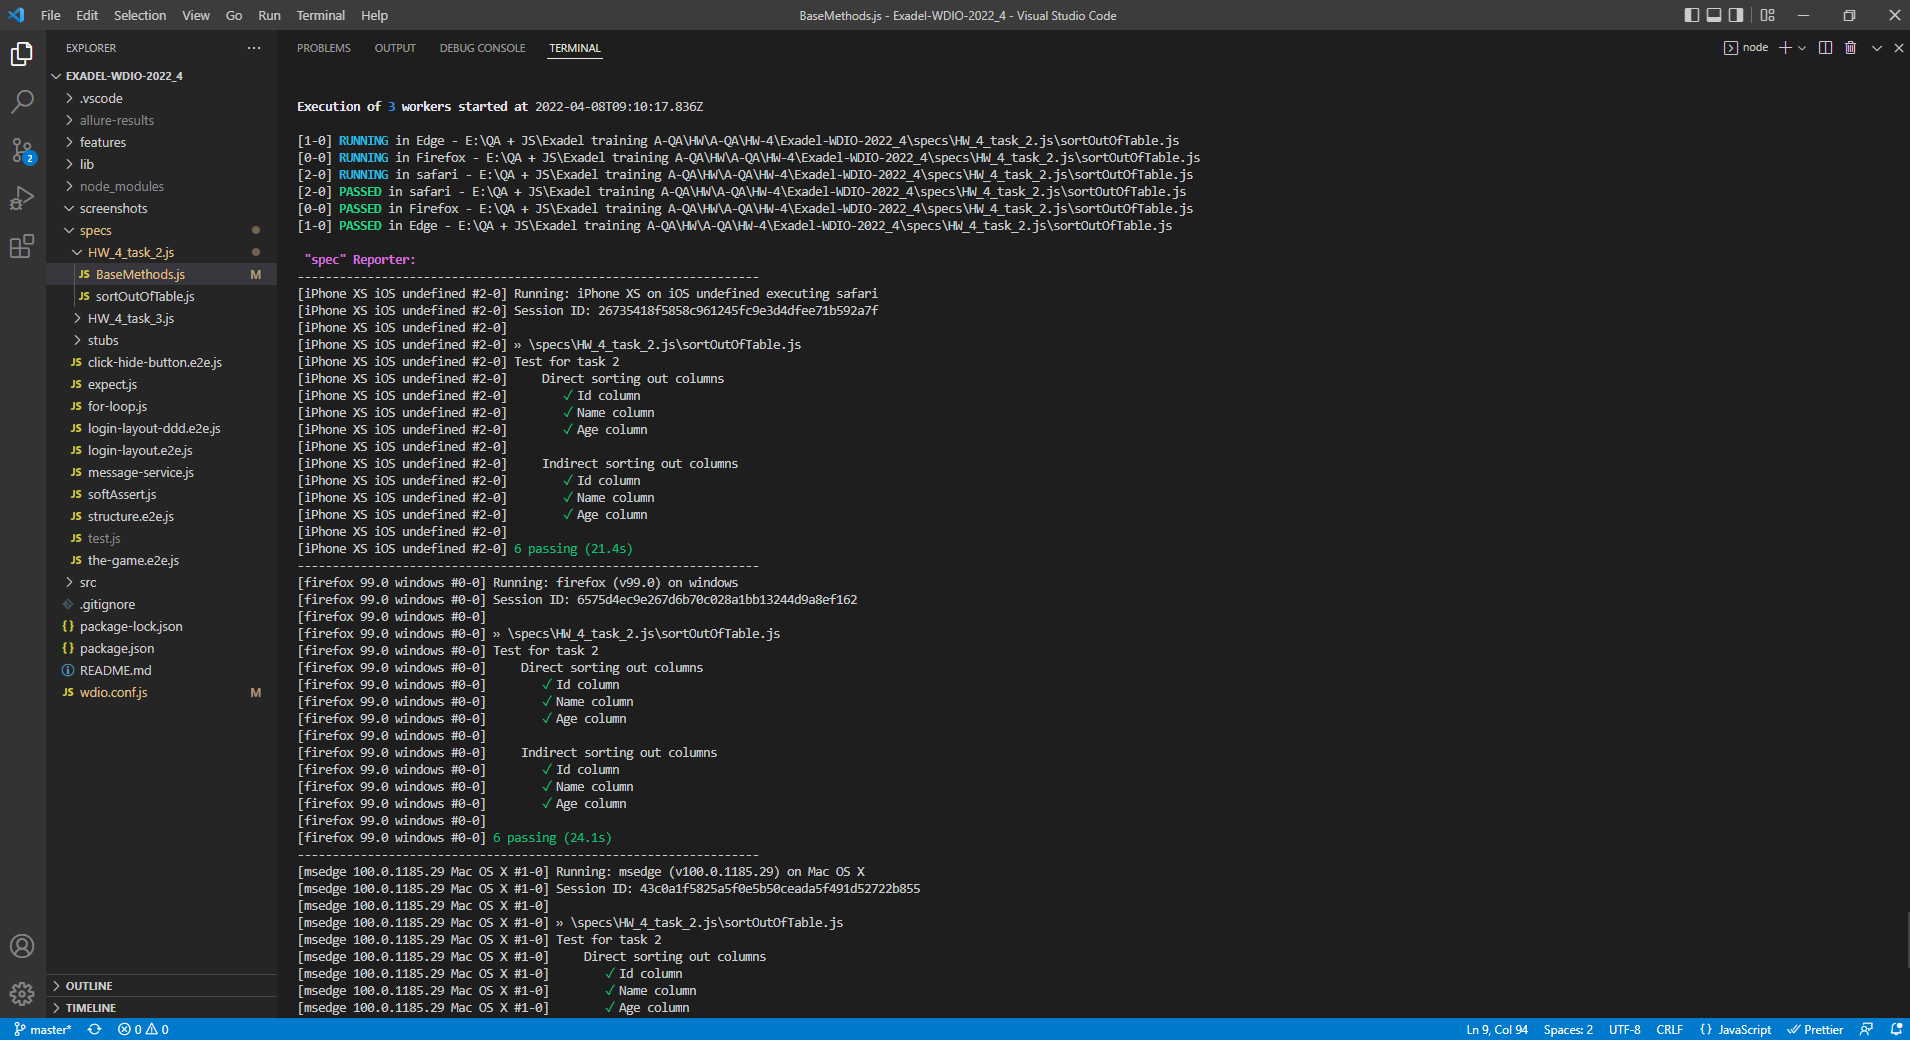 File Edit Selection View Go Run Terminal Help
BaseMethods.js - Exadel-WDIO-2022_4 - Visual Studio Code
EXPLORER
EXADEL-WDIO-2022_4
.vscode
allure-results
features
lib
node_modules
screenshots
specs
HW_4_task_2.js
JS BaseMethods.js M
JS sortOutOfTable.js
HW_4_task_3.js
stubs
JS click-hide-button.e2e.js
JS expect.js
JS for-loop.js
JS login-layout-ddd.e2e.js
JS login-layout.e2e.js
JS message-service.js
JS softAssert.js
JS structure.e2e.js
JS test.js
JS the-game.e2e.js
src
.gitignore
{} package-lock.json
{} package.json
README.md
JS wdio.conf.js M
OUTLINE
TIMELINE
2
PROBLEMS OUTPUT DEBUG CONSOLE TERMINAL
node
Execution of 3 workers started at 2022-04-08T09:10:17.836Z
[1-0] RUNNING in Edge - E:\QA + JS\Exadel training A-QA\HW\A-QA\HW-4\Exadel-WDIO-2022_4\specs\HW_4_task_2.js\sortOutOfTable.js
[0-0] RUNNING in Firefox - E:\QA + JS\Exadel training A-QA\HW\A-QA\HW-4\Exadel-WDIO-2022_4\specs\HW_4_task_2.js\sortOutOfTable.js
[2-0] RUNNING in safari - E:\QA + JS\Exadel training A-QA\HW\A-QA\HW-4\Exadel-WDIO-2022_4\specs\HW_4_task_2.js\sortOutOfTable.js
[2-0] PASSED in safari - E:\QA + JS\Exadel training A-QA\HW\A-QA\HW-4\Exadel-WDIO-2022_4\specs\HW_4_task_2.js\sortOutOfTable.js
[0-0] PASSED in Firefox - E:\QA + JS\Exadel training A-QA\HW\A-QA\HW-4\Exadel-WDIO-2022_4\specs\HW_4_task_2.js\sortOutOfTable.js
[1-0] PASSED in Edge - E:\QA + JS\Exadel training A-QA\HW\A-QA\HW-4\Exadel-WDIO-2022_4\specs\HW_4_task_2.js\sortOutOfTable.js
"spec" Reporter:
------------------------------------------------------------------
[iPhone XS iOS undefined #2-0] Running: iPhone XS on iOS undefined executing safari
[iPhone XS iOS undefined #2-0] Session ID: 26735418f5858c961245fc9e3d4dfee71b592a7f
[iPhone XS iOS undefined #2-0]
[iPhone XS iOS undefined #2-0] » \specs\HW_4_task_2.js\sortOutOfTable.js
[iPhone XS iOS undefined #2-0] Test for task 2
[iPhone XS iOS undefined #2-0] Direct sorting out columns
[iPhone XS iOS undefined #2-0] ✓ Id column
[iPhone XS iOS undefined #2-0] ✓ Name column
[iPhone XS iOS undefined #2-0] ✓ Age column
[iPhone XS iOS undefined #2-0]
[iPhone XS iOS undefined #2-0] Indirect sorting out columns
[iPhone XS iOS undefined #2-0] ✓ Id column
[iPhone XS iOS undefined #2-0] ✓ Name column
[iPhone XS iOS undefined #2-0] ✓ Age column
[iPhone XS iOS undefined #2-0]
[iPhone XS iOS undefined #2-0] 6 passing (21.4s)
------------------------------------------------------------------
[firefox 99.0 windows #0-0] Running: firefox (v99.0) on windows
[firefox 99.0 windows #0-0] Session ID: 6575d4ec9e267d6b70c028a1bb13244d9a8ef162
[firefox 99.0 windows #0-0]
[firefox 99.0 windows #0-0] » \specs\HW_4_task_2.js\sortOutOfTable.js
[firefox 99.0 windows #0-0] Test for task 2
[firefox 99.0 windows #0-0] Direct sorting out columns
[firefox 99.0 windows #0-0] ✓ Id column
[firefox 99.0 windows #0-0] ✓ Name column
[firefox 99.0 windows #0-0] ✓ Age column
[firefox 99.0 windows #0-0]
[firefox 99.0 windows #0-0] Indirect sorting out columns
[firefox 99.0 windows #0-0] ✓ Id column
[firefox 99.0 windows #0-0] ✓ Name column
[firefox 99.0 windows #0-0] ✓ Age column
[firefox 99.0 windows #0-0]
[firefox 99.0 windows #0-0] 6 passing (24.1s)
------------------------------------------------------------------
[msedge 100.0.1185.29 Mac OS X #1-0] Running: msedge (v100.0.1185.29) on Mac OS X
[msedge 100.0.1185.29 Mac OS X #1-0] Session ID: 43c0a1f5825a5f0e5b50ceada5f491d52722b855
[msedge 100.0.1185.29 Mac OS X #1-0]
[msedge 100.0.1185.29 Mac OS X #1-0] » \specs\HW_4_task_2.js\sortOutOfTable.js
[msedge 100.0.1185.29 Mac OS X #1-0] Test for task 2
[msedge 100.0.1185.29 Mac OS X #1-0] Direct sorting out columns
[msedge 100.0.1185.29 Mac OS X #1-0] ✓ Id column
[msedge 100.0.1185.29 Mac OS X #1-0] ✓ Name column
[msedge 100.0.1185.29 Mac OS X #1-0] ✓ Age column
master* 0 0
Ln 9, Col 94 Spaces: 2 UTF-8 CRLF {} JavaScript Prettier